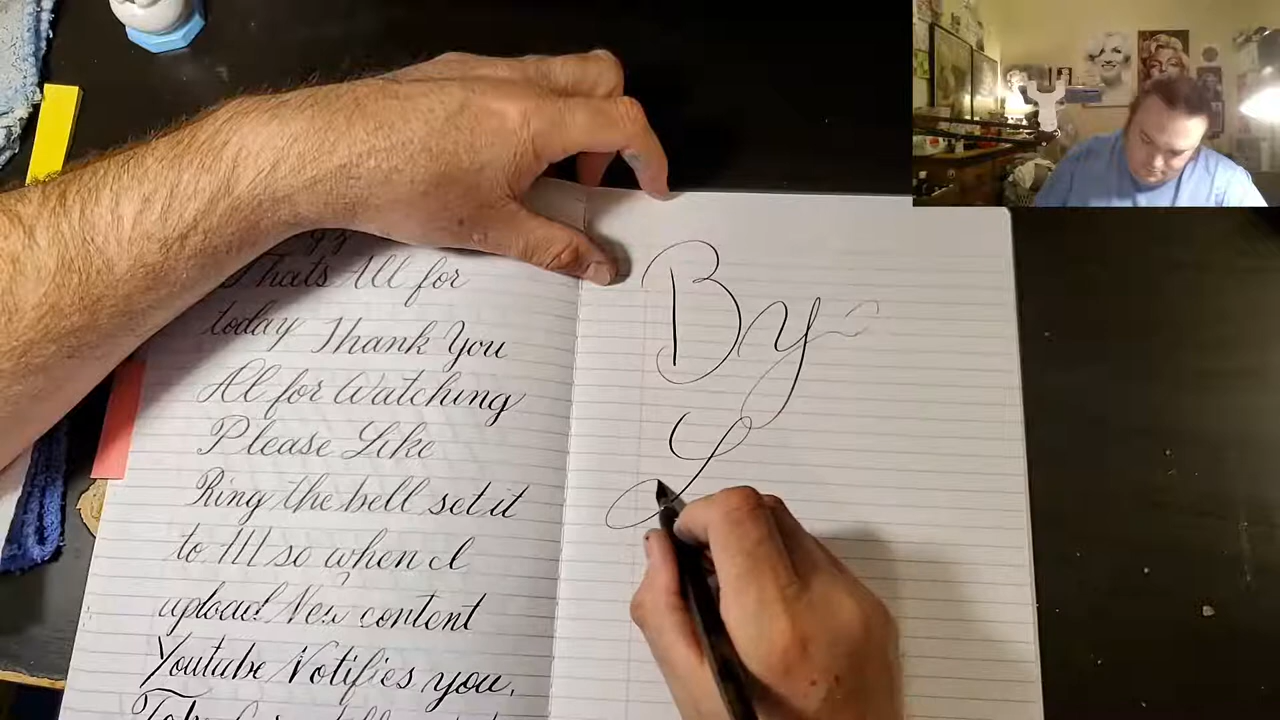 Thats All for
today Thank You
All for Watching
Please Like
Ring the bell set it
to All so when I
upload New content
Youtube Notifies you.
By